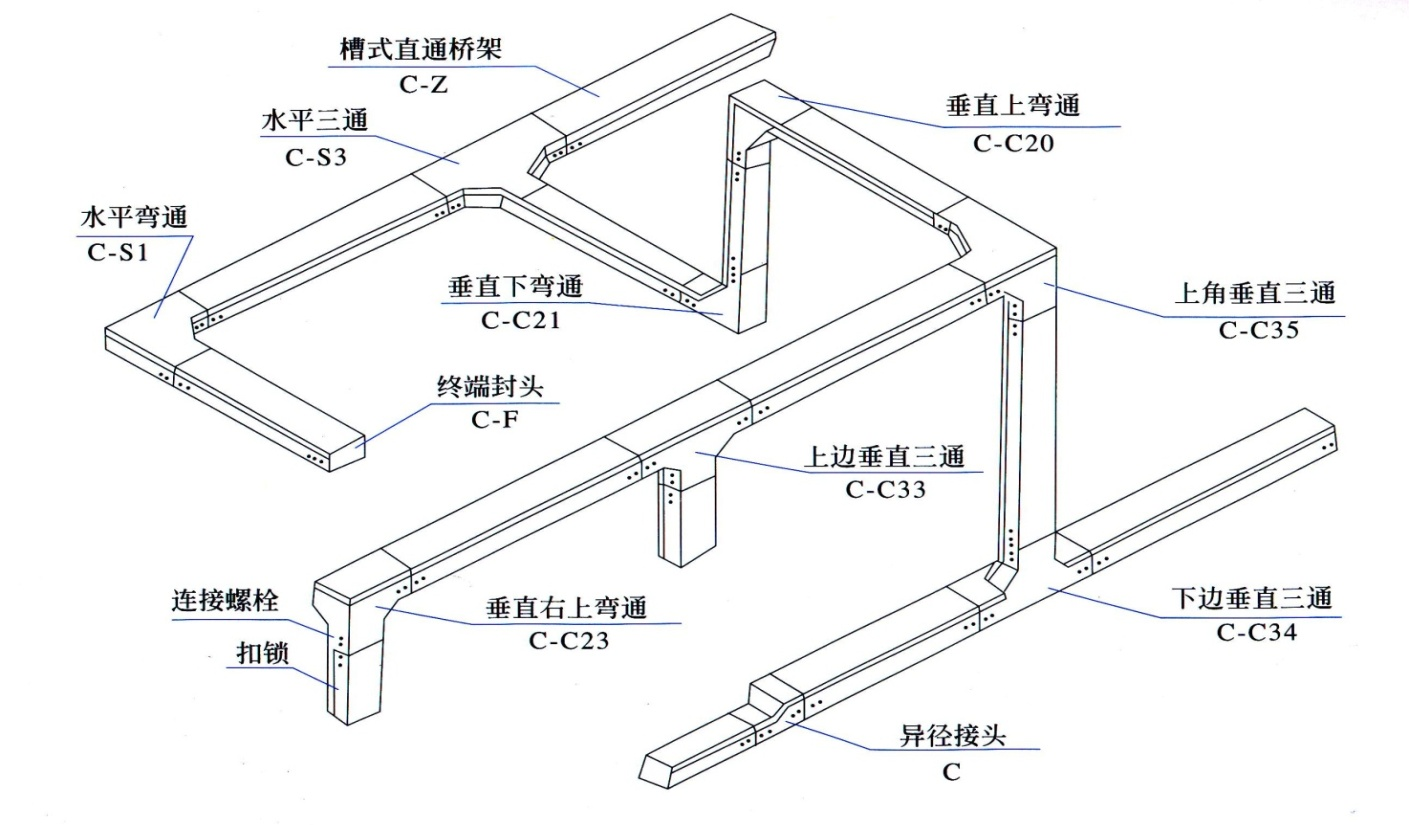 槽式直通桥架
C-Z
水平三通
C-S3
垂直上弯通
C-C20
水平弯通
C-S1
垂直下弯通
C-C21
上角垂直三通
C-C35
终端封头
C-F
上边垂直三通
C-C33
连接螺栓
扣锁
垂直右上弯通
C-C23
下边垂直三通
C-C34
异径接头
C